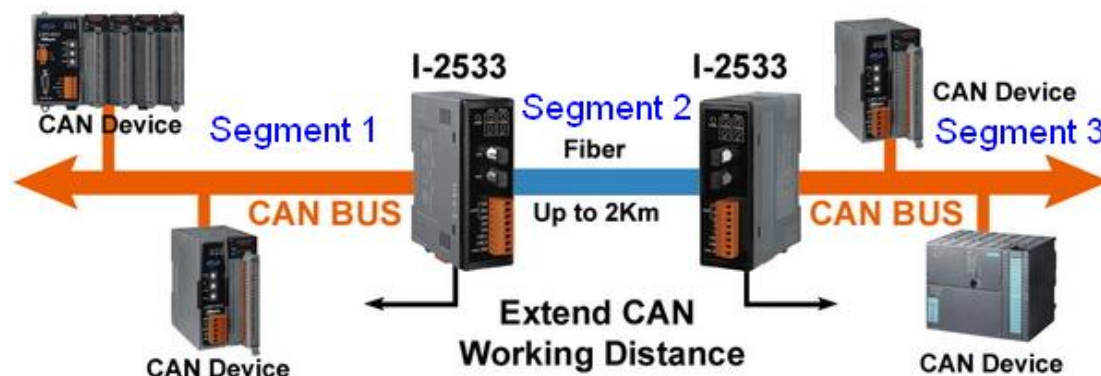 I-2533
I-2533
CAN Device
Segment 1
Segment 2
CAN Device
Segment 3
Fiber
CAN BUS
Up to 2Km
CAN BUS
Extend CAN
Working Distance
CAN Device
CAN Device